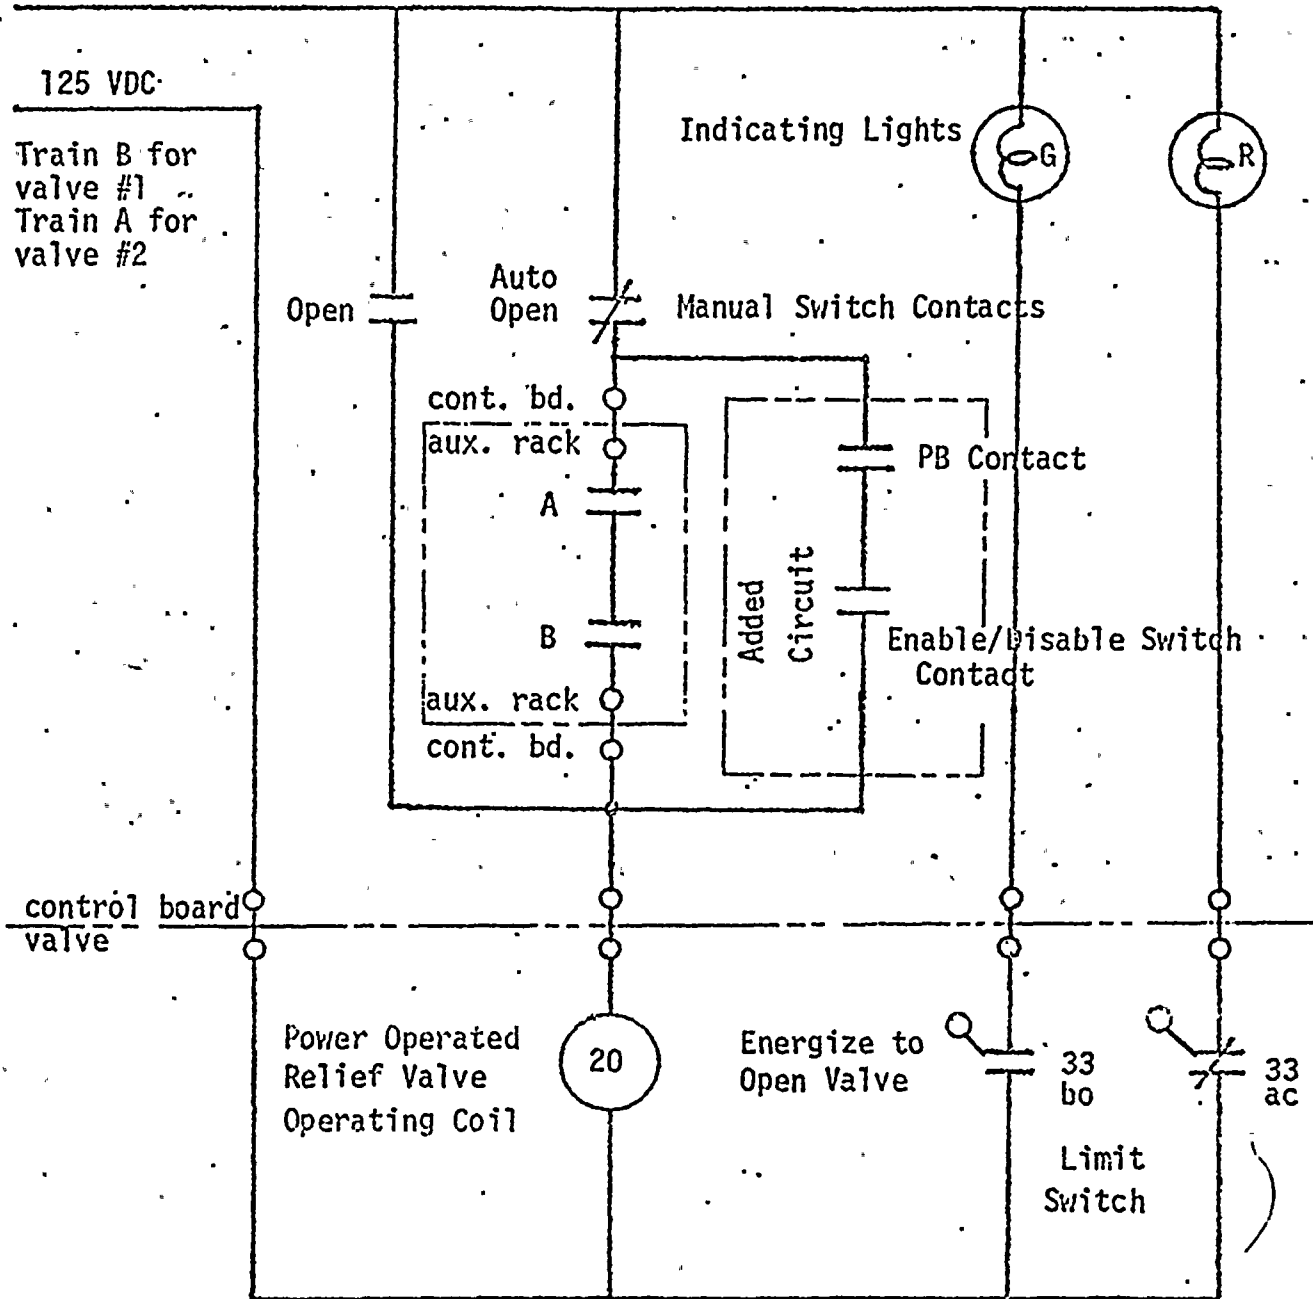 125 VDC
Train B for
valve #1
Train A for
valve #2
Indicating Lights
G
R
Open
Auto
Open
Manual Switch Contacts
cont. bd.
aux. rack
A
B
aux. rack
cont. bd.
PB Contact
Added
Circuit
Enable/Disable Switch
Contact
control board
valve
Power Operated
Relief Valve
Operating Coil
20
Energize to
Open Valve
33
bo
33
ac
Limit
Switch